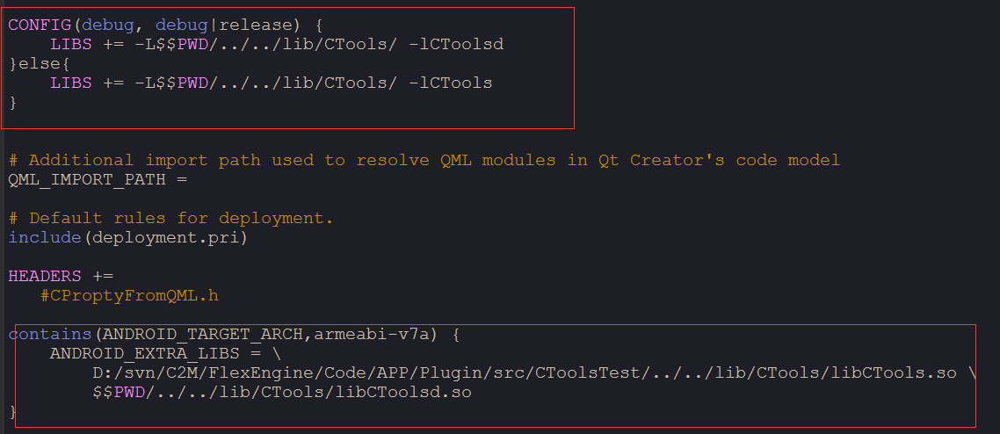 CONFIG(debug, debug|release) {
    LIBS += -L$$PWD/../../lib/CTools/ -lCToolsd
}else{
    LIBS += -L$$PWD/../../lib/CTools/ -lCTools
}
# Additional import path used to resolve QML modules in Qt Creator's code model
QML_IMPORT_PATH =
# Default rules for deployment.
include(deployment.pri)
HEADERS +=
   #CProptyFromQML.h
contains(ANDROID_TARGET_ARCH,armeabi-v7a) {
    ANDROID_EXTRA_LIBS = \
        D:/svn/C2M/FlexEngine/Code/APP/Plugin/src/CToolsTest/../../lib/CTools/libCTools.so \
        $$PWD/../../lib/CTools/libCToolsd.so
}